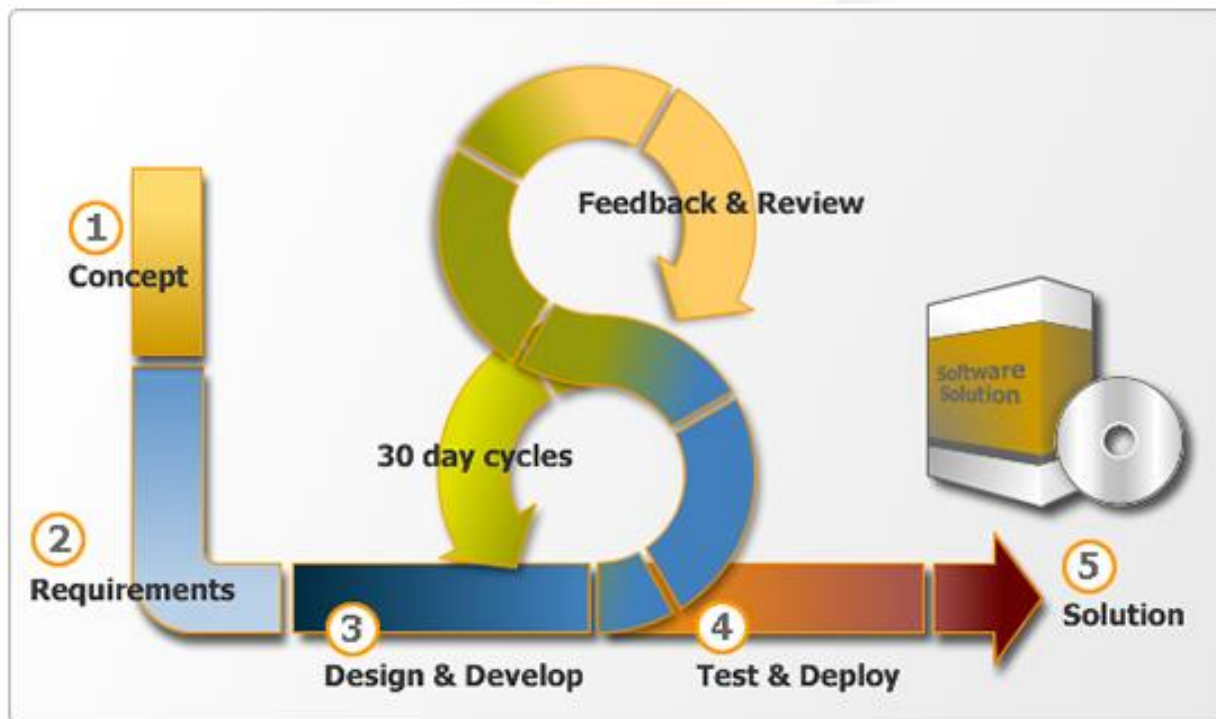 1
Concept
2
Requirements
3
Design & Develop
30 day cycles
Feedback & Review
4
Test & Deploy
5
Solution
Software
Solution